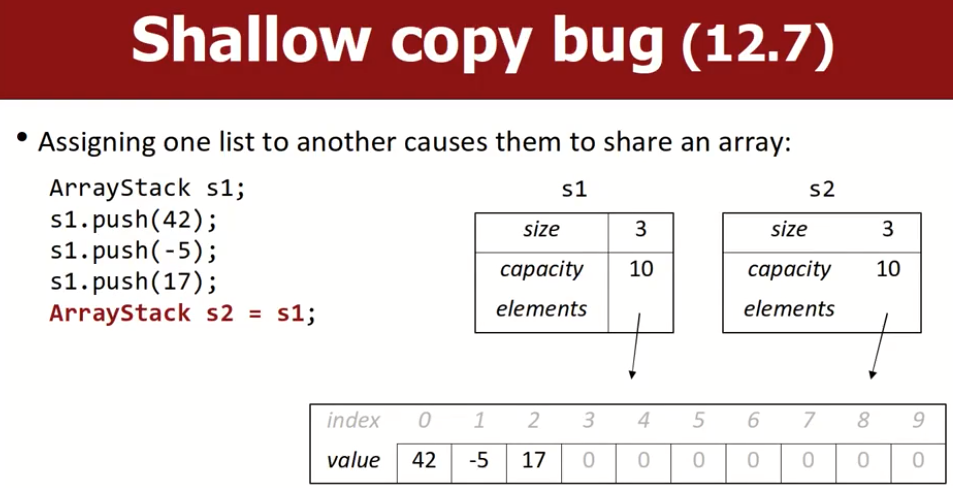 Shallow copy bug (12.7)
• Assigning one list to another causes them to share an array:
ArrayStack s1;
s1.push(42);
s1.push(-5);
s1.push(17);
ArrayStack s2 = s1;
s1
size 3
capacity 10
elements
s2
size 3
capacity 10
elements
index 0 1 2 3 4 5 6 7 8 9
value 42 -5 17 0 0 0 0 0 0 0